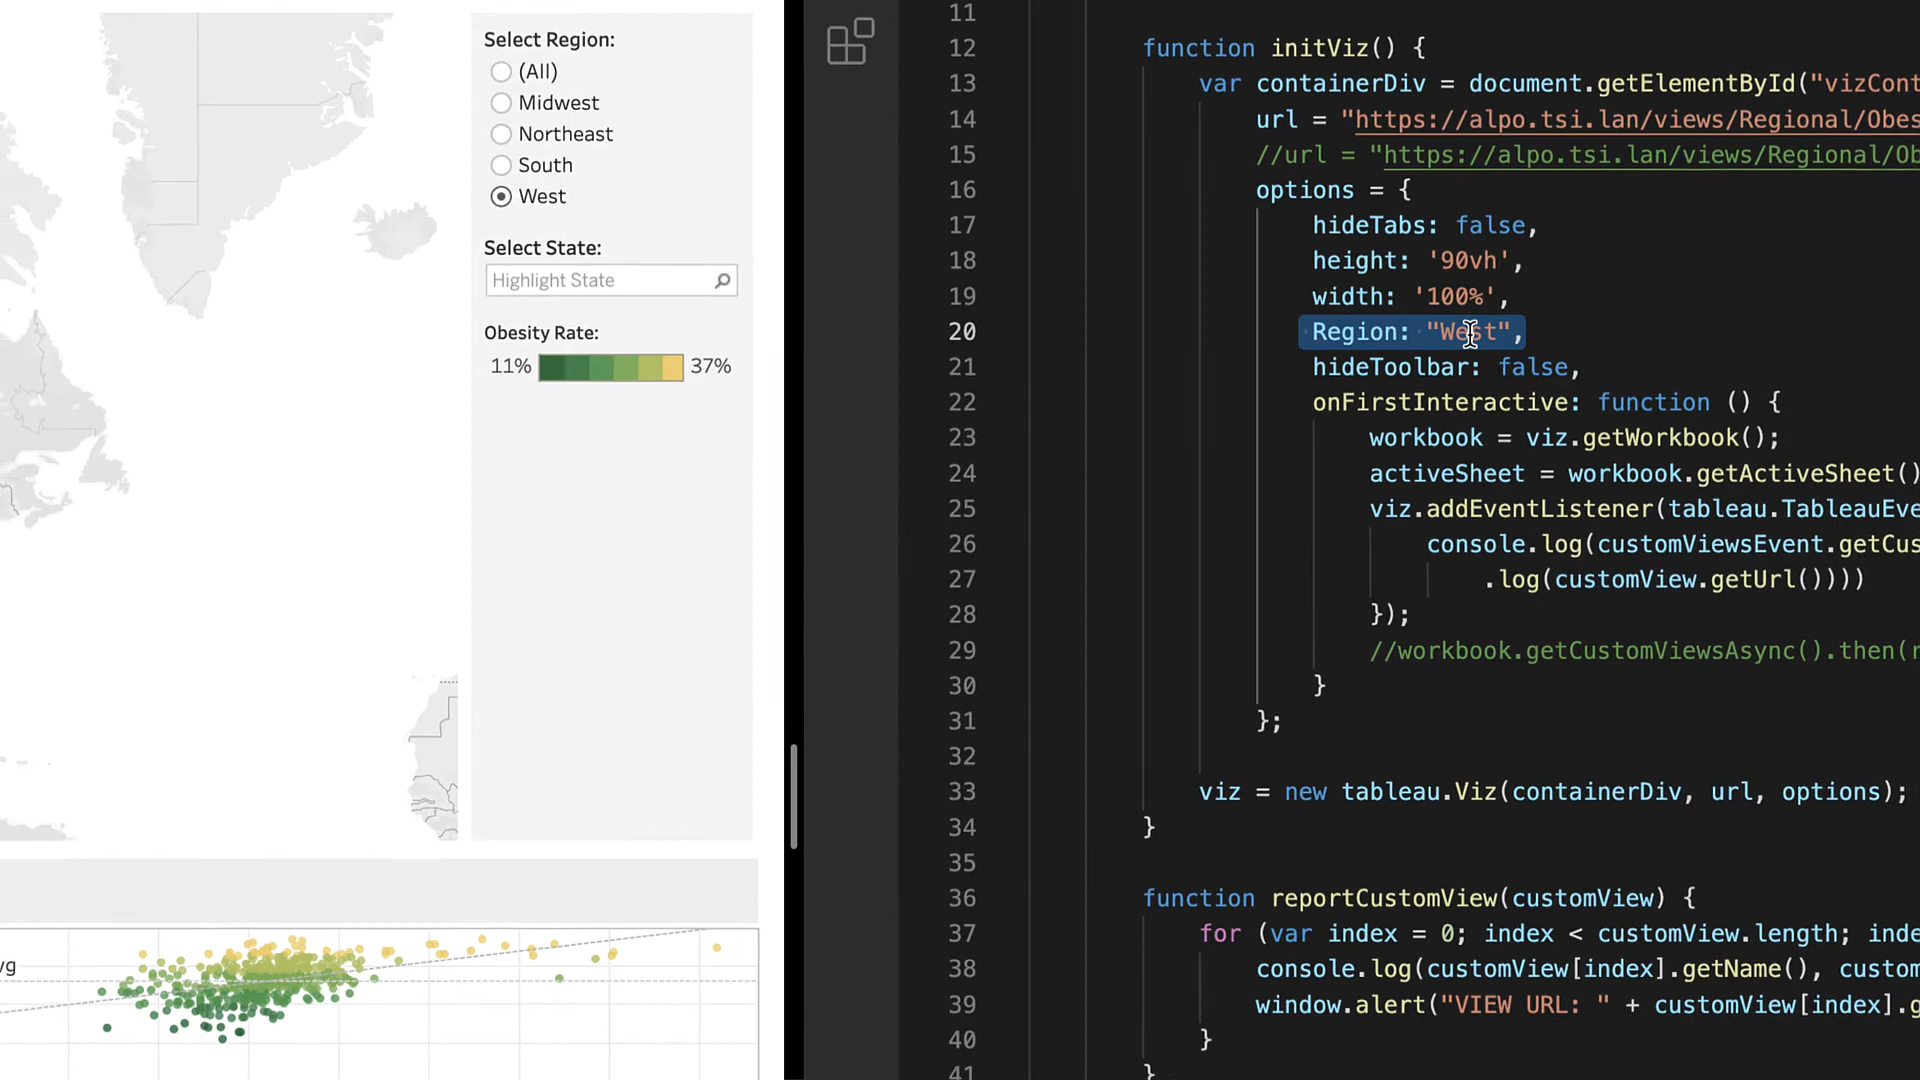 Select Region:
(All)
Midwest
Northeast
South
West
Select State:
Highlight State
Obesity Rate:
11% 37%
vg
11
12 function initViz() {
13 var containerDiv = document.getElementById("vizCont
14 url = "https://alpo.tsi.lan/views/Regional/Obes
15 //url = "https://alpo.tsi.lan/views/Regional/Ob
16 options = {
17 hideTabs: false,
18 height: '90vh',
19 width: '100%',
20 Region: "West",
21 hideToolbar: false,
22 onFirstInteractive: function () {
23 workbook = viz.getWorkbook();
24 activeSheet = workbook.getActiveSheet()
25 viz.addEventListener(tableau.TableauEve
26 console.log(customViewsEvent.getCus
27 .log(customView.getUrl())))
28 });
29 //workbook.getCustomViewsAsync().then(r
30 }
31 };
32
33 viz = new tableau.Viz(containerDiv, url, options);
34 }
35
36 function reportCustomView(customView) {
37 for (var index = 0; index < customView.length; inde
38 console.log(customView[index].getName(), custom
39 window.alert("VIEW URL: " + customView[index].g
40 }
41 }